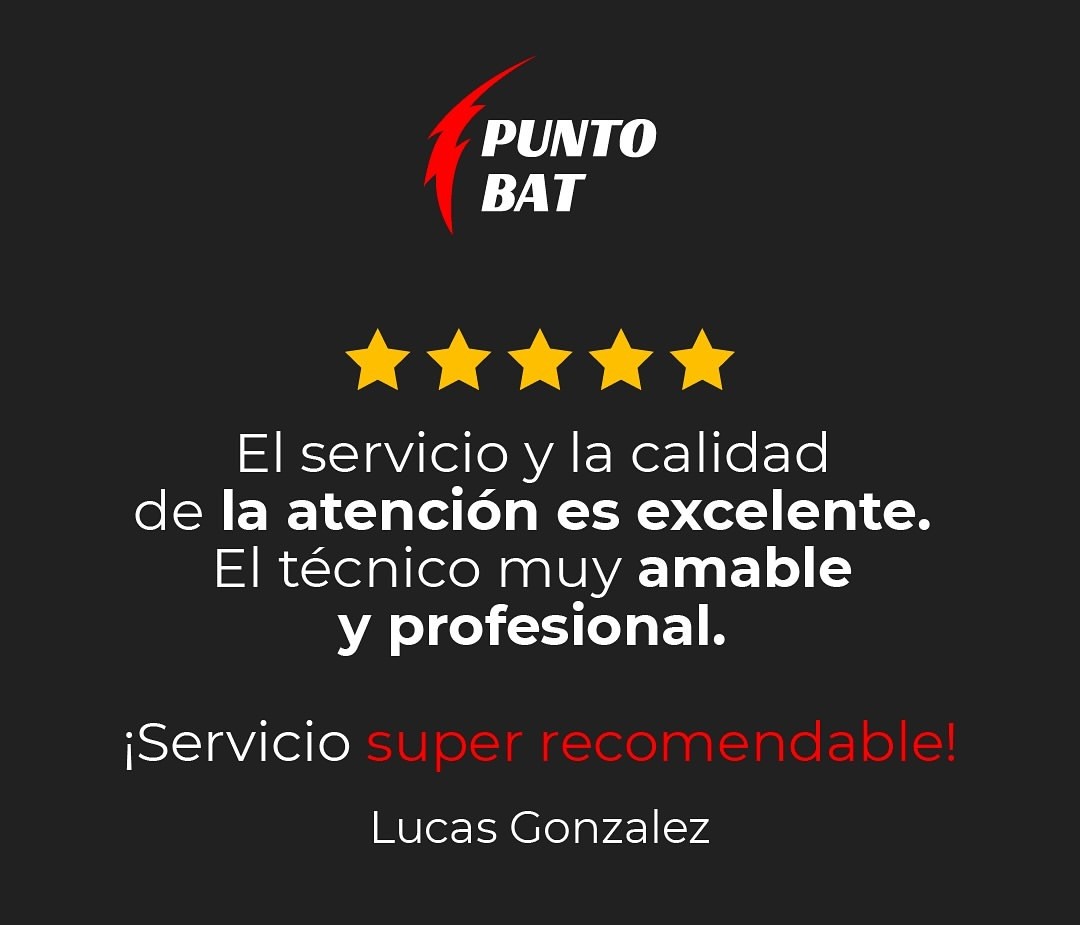 PUNTO
BAT
El servicio y la calidad
de la atención es excelente.
El técnico muy amable
y profesional.
¡Servicio super recomendable!
Lucas Gonzalez